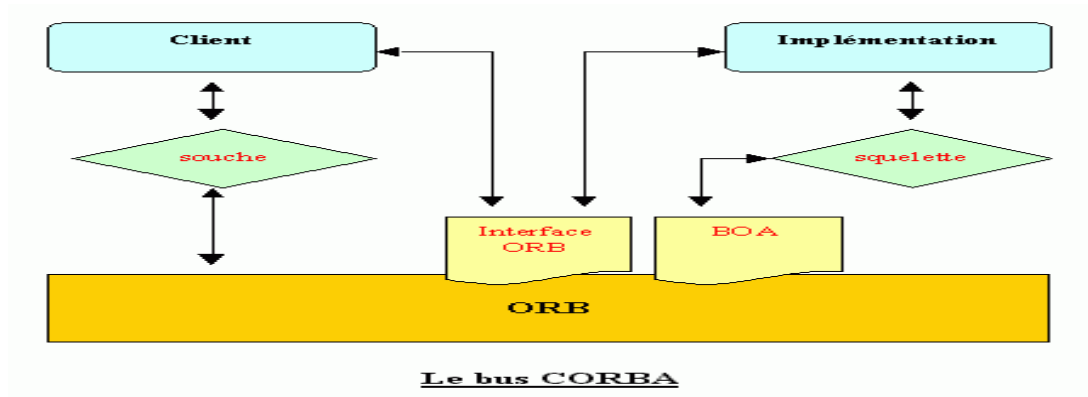 Client
Implémentation
souche
squelette
Interface
ORB
BOA
ORB
Le bus CORBA